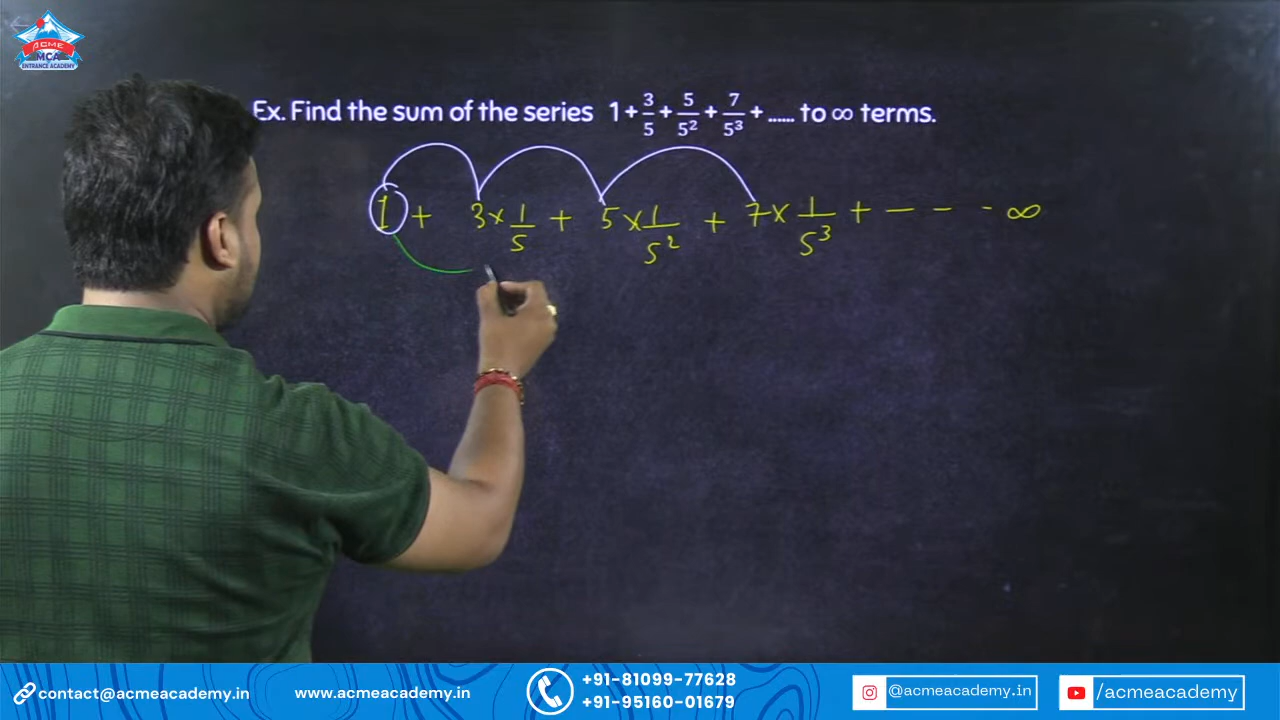 ACME
MCA
ENTRANCE ACADEMY
Ex. Find the sum of the series 1 + 3/5 + 5/5² + 7/5³ + ...... to ∞ terms.
1 + 3 × 1/5 + 5 × 1/5² + 7 × 1/5³ + - - - ∞
contact@acmeacademy.in
www.acmeacademy.in
+91-81099-77628
+91-95160-01679
@acmeacademy.in
/acmeacademy